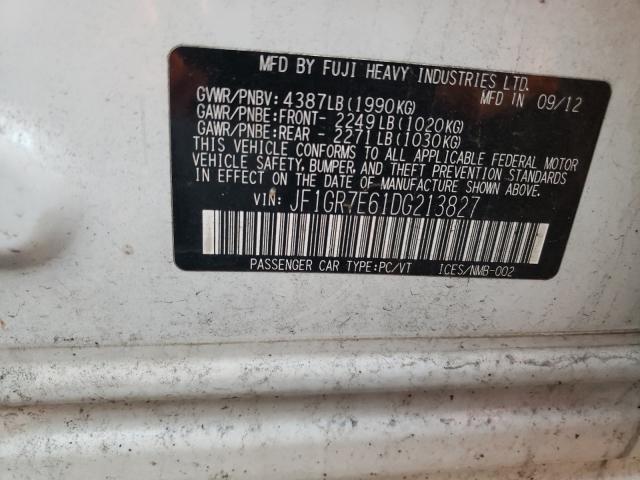 MFD BY FUJI HEAVY INDUSTRIES LTD.
MFD IN 09/12
GVWR/PNBV: 4387LB(1990KG)
GAWR/PNBE:FRONT- 2249LB(1020KG)
GAWR/PNBE:REAR - 2271LB(1030KG)
THIS VEHICLE CONFORMS TO ALL APPLICABLE FEDERAL MOTOR
VEHICLE SAFETY, BUMPER, AND THEFT PREVENTION STANDARDS
IN EFFECT ON THE DATE OF MANUFACTURE SHOWN ABOVE.
VIN: JF1GR7E61DG213827
PASSENGER CAR TYPE:PC/VT ICES/NMB-002